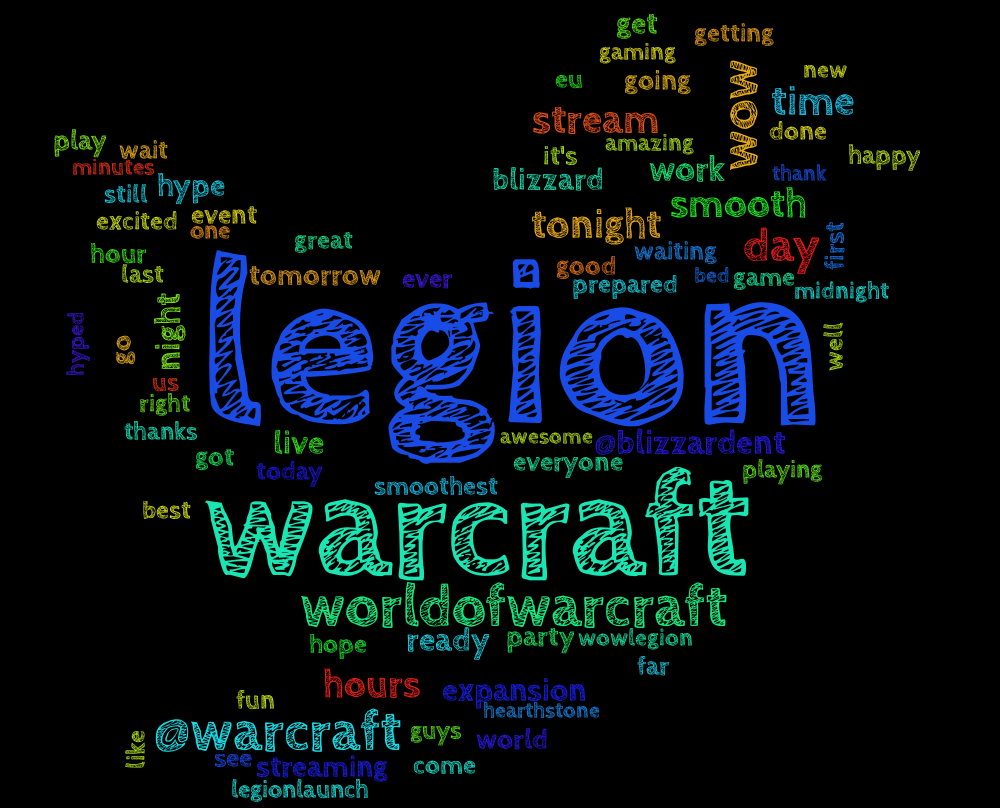 get
getting
gaming
eu
going
wow
new
time
stream
done
play
wait
amazing
it's
happy
minutes
work
thank
blizzard
still
hype
smooth
excited
event
one
tonight
day
first
great
waiting
hour
last
tomorrow
ever
good
prepared
bed
game
midnight
legion
hyped
go
night
well
us
right
thanks
live
awesome
@blizzardent
got
today
everyone
playing
smoothest
best
warcraft
worldofwarcraft
hope
ready
party
wowlegion
far
hours
expansion
fun
hearthstone
like
@warcraft
guys
world
see
streaming
come
legionlaunch